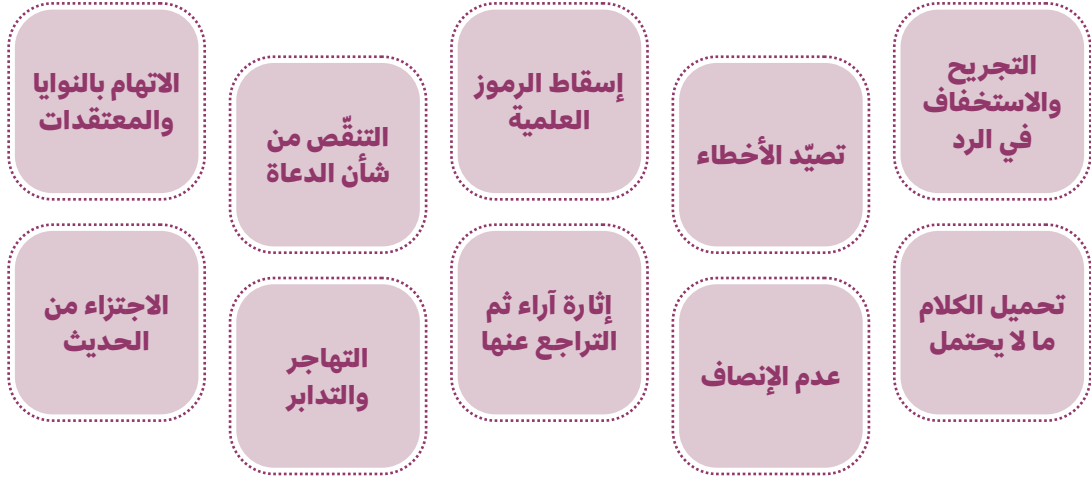 التجريح
والاستخفاف
في الرد
تصيّد الأخطاء
إسقاط الرموز
العلمية
التنقّص من
شأن الدعاة
الاتهام بالنوايا
والمعتقدات
تحميل الكلام
ما لا يحتمل
عدم الإنصاف
إثارة آراء ثم
التراجع عنها
التهاجر
والتدابر
الاجتزاء من
الحديث